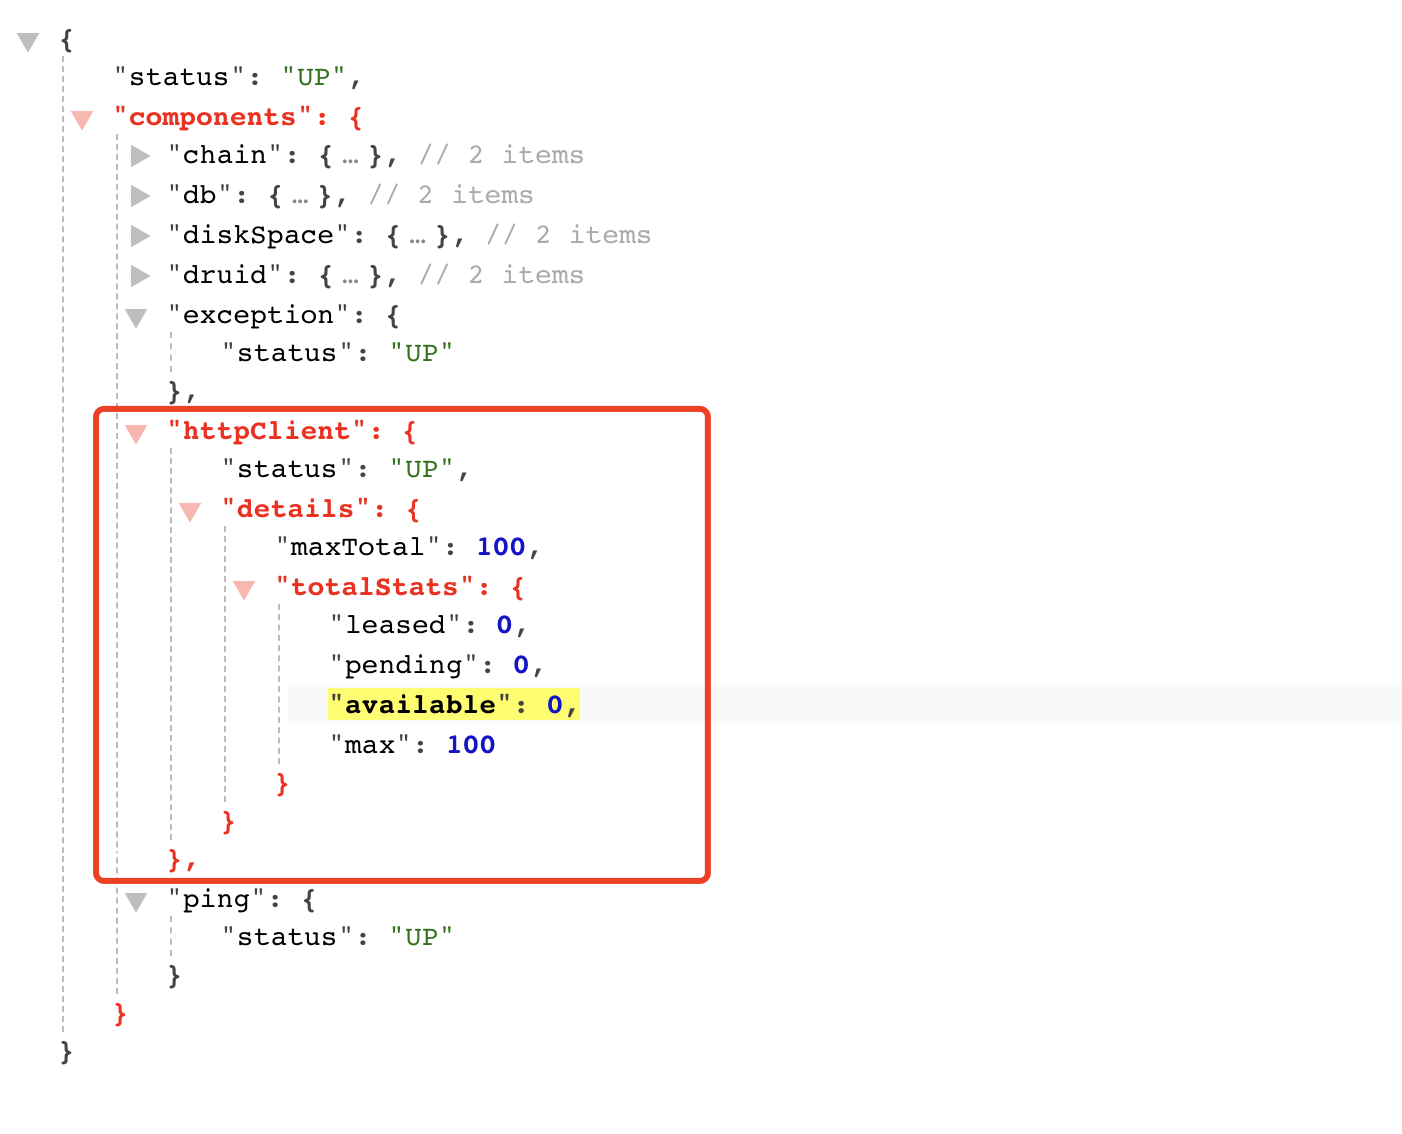 {
"status": "UP",
"components": {
"chain": { … }, // 2 items
"db": { … }, // 2 items
"diskSpace": { … }, // 2 items
"druid": { … }, // 2 items
"exception": {
"status": "UP"
},
"httpClient": {
"status": "UP",
"details": {
"maxTotal": 100,
"totalStats": {
"leased": 0,
"pending": 0,
"available": 0,
"max": 100
}
}
},
"ping": {
"status": "UP"
}
}
}